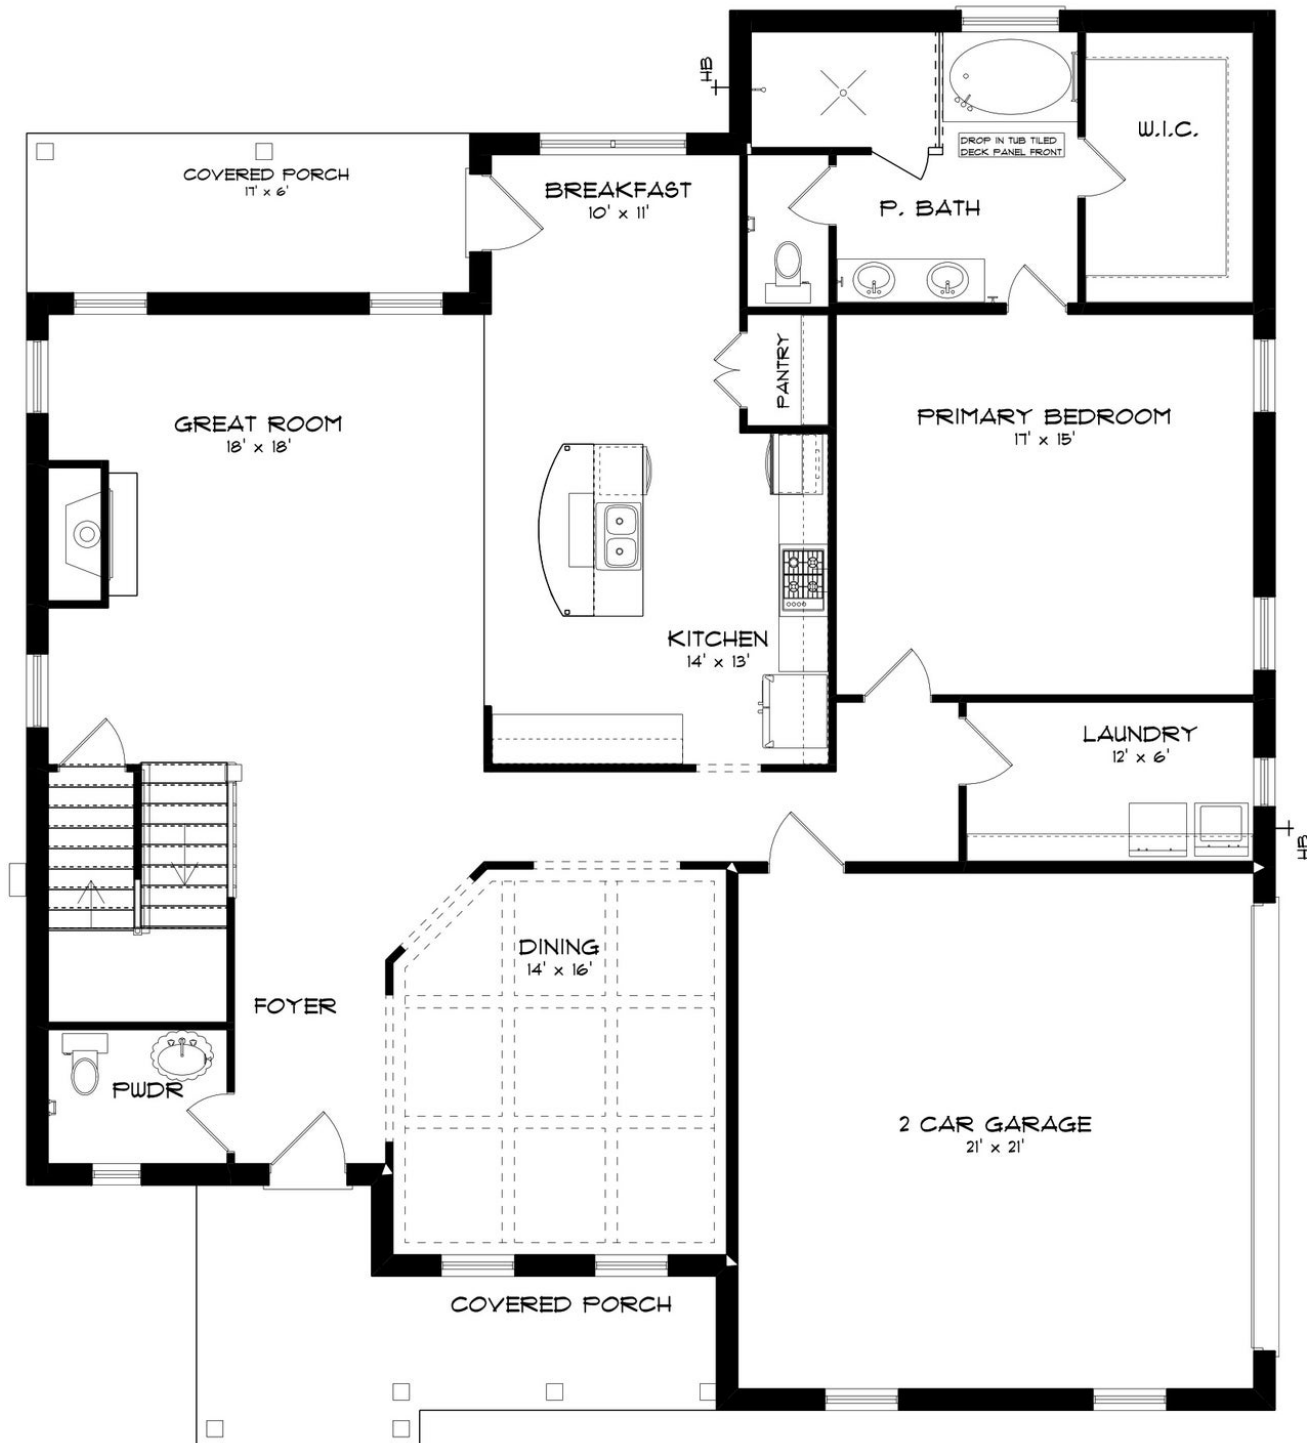 HB
W.I.C.
DROP IN TUB TILED
DECK PANEL FRONT
COVERED PORCH
17' x 6'
BREAKFAST
10' x 11'
P. BATH
PANTRY
GREAT ROOM
18' x 18'
PRIMARY BEDROOM
17' x 15'
KITCHEN
14' x 13'
LAUNDRY
12' x 6'
HB
DINING
14' x 16'
FOYER
PWDR
2 CAR GARAGE
21' x 21'
COVERED PORCH